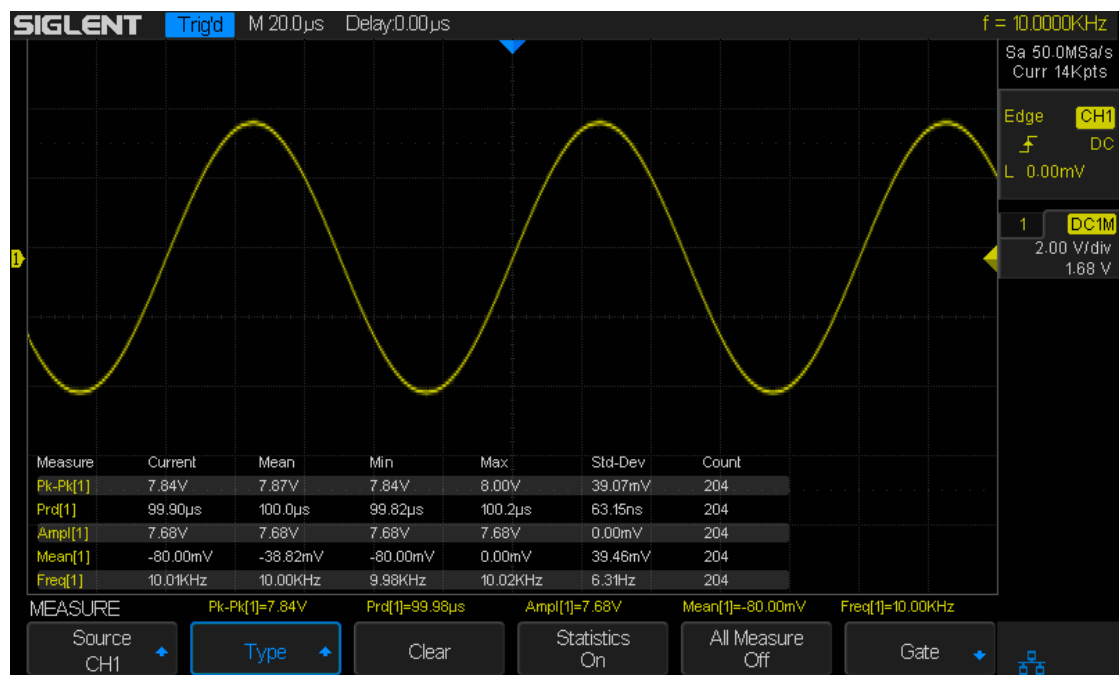 SIGLENT Trig'd M 20.0µs Delay:0.00µs f = 10.0000KHz
Sa 50.0MSa/s
Curr 14Kpts
Edge CH1
DC
L 0.00mV
1 DC1M
2.00 V/div
1.68 V
1
Measure Current Mean Min Max Std-Dev Count
Pk-Pk[1] 7.84V 7.87V 7.84V 8.00V 39.07mV 204
Prd[1] 99.90µs 100.0µs 99.82µs 100.2µs 63.15ns 204
Ampl[1] 7.68V 7.68V 7.68V 7.68V 0.00mV 204
Mean[1] -80.00mV -38.82mV -80.00mV 0.00mV 39.46mV 204
Freq[1] 10.01KHz 10.00KHz 9.98KHz 10.02KHz 6.31Hz 204
MEASURE Pk-Pk[1]=7.84V Prd[1]=99.98µs Ampl[1]=7.68V Mean[1]=-80.00mV Freq[1]=10.00KHz
Source
CH1
Type
Clear
Statistics
On
All Measure
Off
Gate